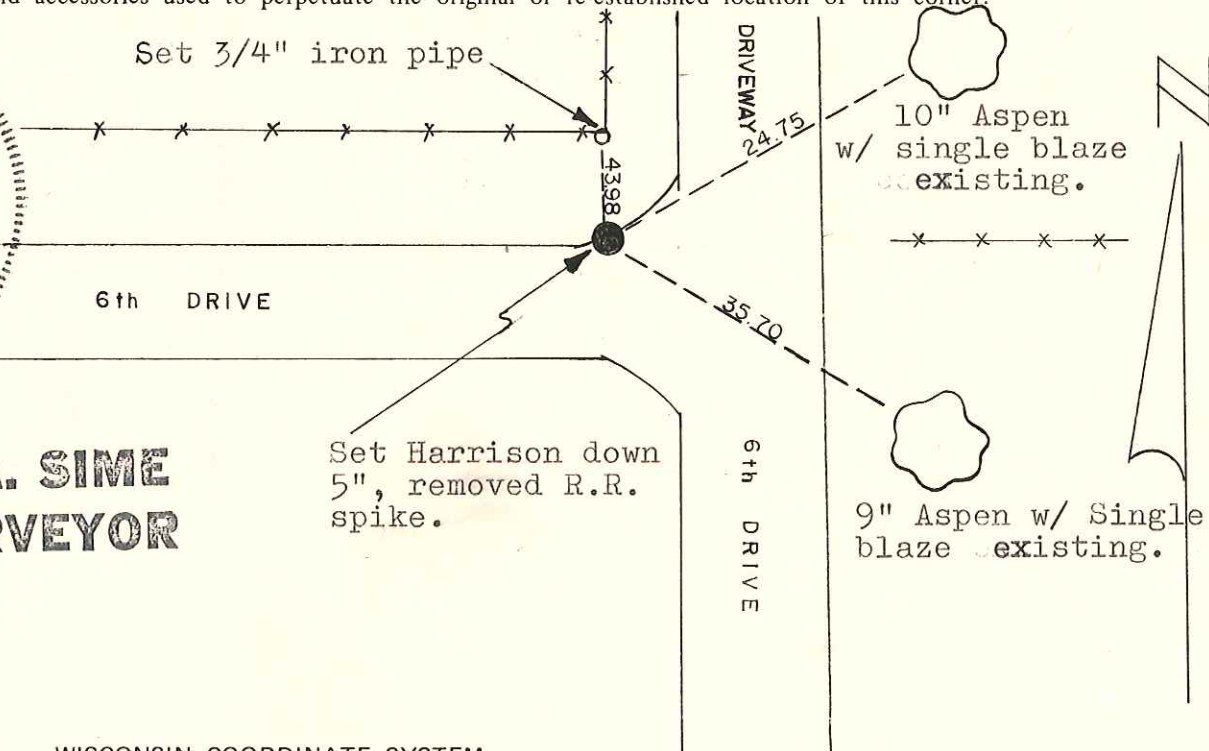 nd accessories used to perpetuate the original or re-established location of this corner.
Set 3/4" iron pipe
DRIVEWAY
24.75
10" Aspen
w/ single blaze
existing.
43.98
6th DRIVE
35.70
Set Harrison down
5", removed R.R.
spike.
A. SIME
RVEYOR
6th DRIVE
9" Aspen w/ Single
blaze existing.
WISCONSIN COORDINATE SYSTEM